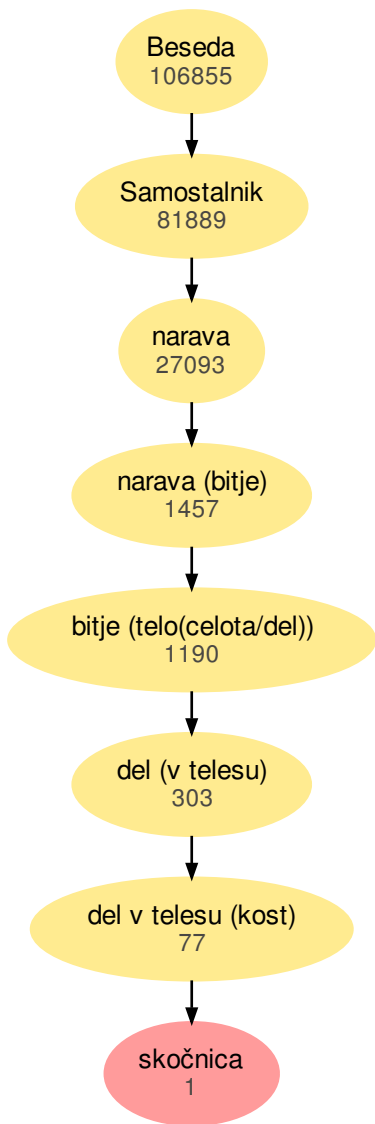 Beseda
106855
Samostalnik
81889
narava
27093
narava (bitje)
1457
bitje (telo(celota/del))
1190
del (v telesu)
303
del v telesu (kost)
77
skočnica
1